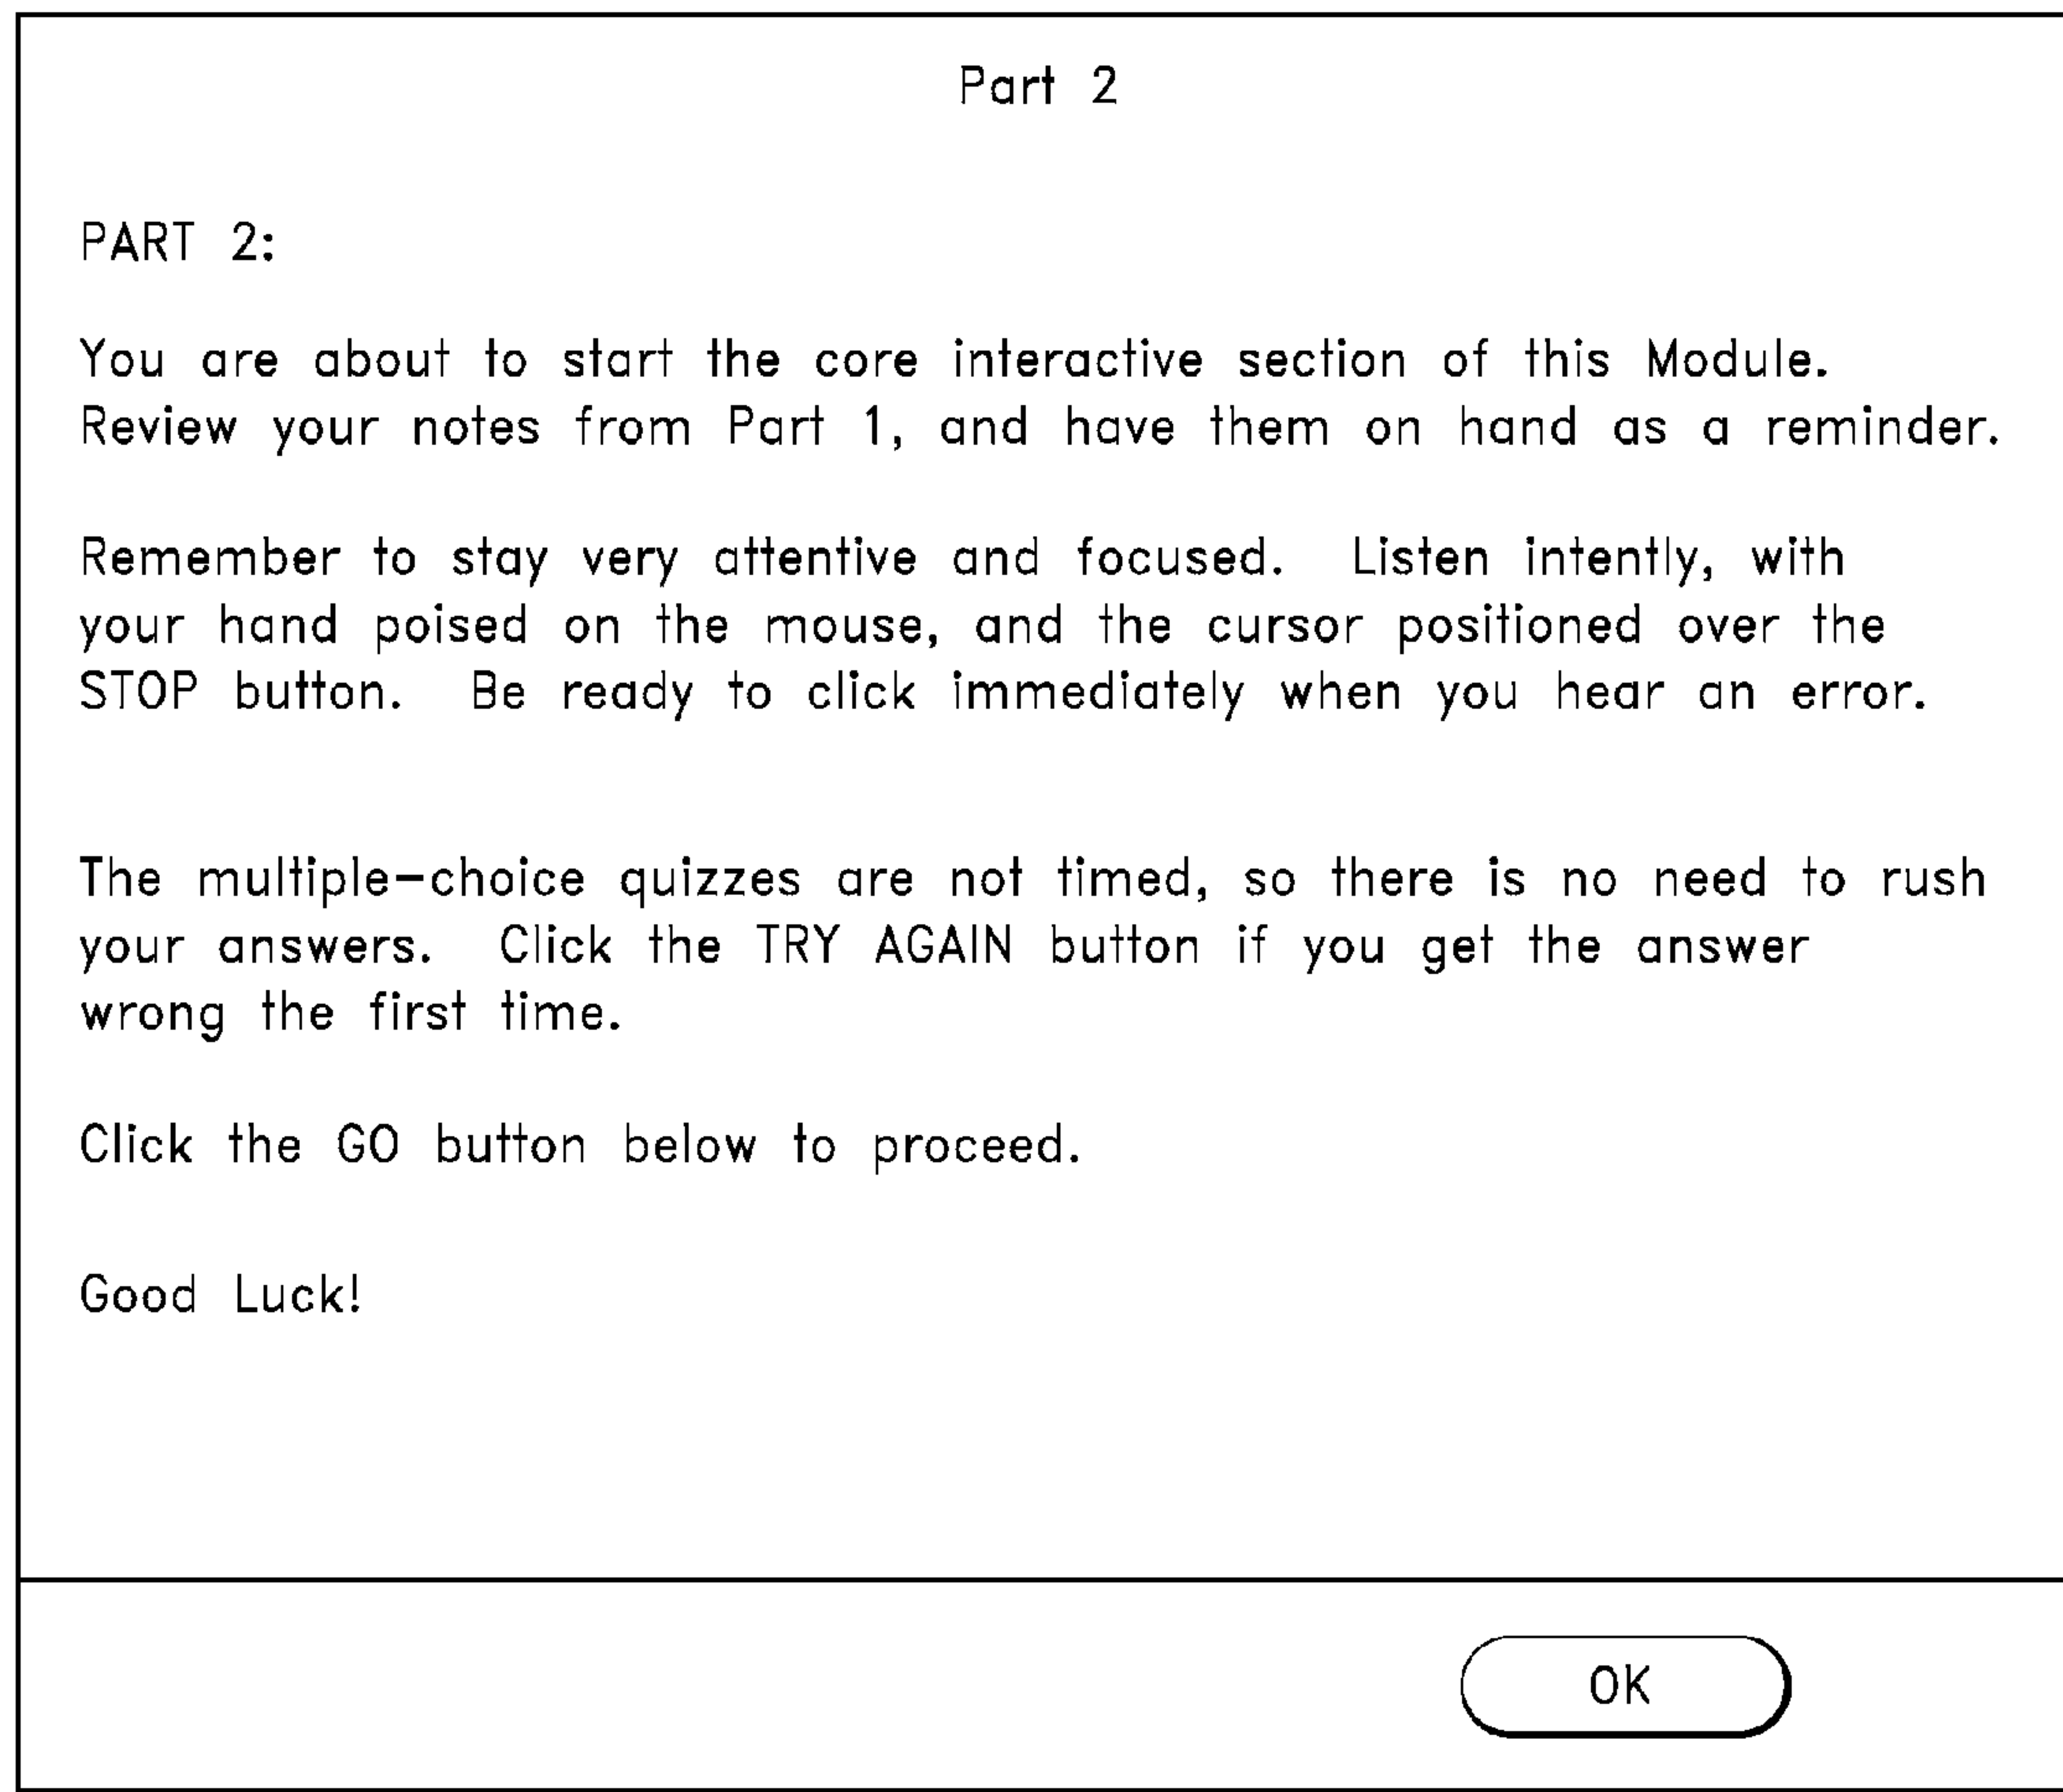 Part 2
PART 2:
You are about to start the core interactive section of this Module.
Review your notes from Part 1, and have them on hand as a reminder.
Remember to stay very attentive and focused. Listen intently, with
your hand poised on the mouse, and the cursor positioned over the
STOP button. Be ready to click immediately when you hear an error.
The multiple-choice quizzes are not timed, so there is no need to rush
your answers. Click the TRY AGAIN button if you get the answer
wrong the first time.
Click the GO button below to proceed.
Good Luck!
OK